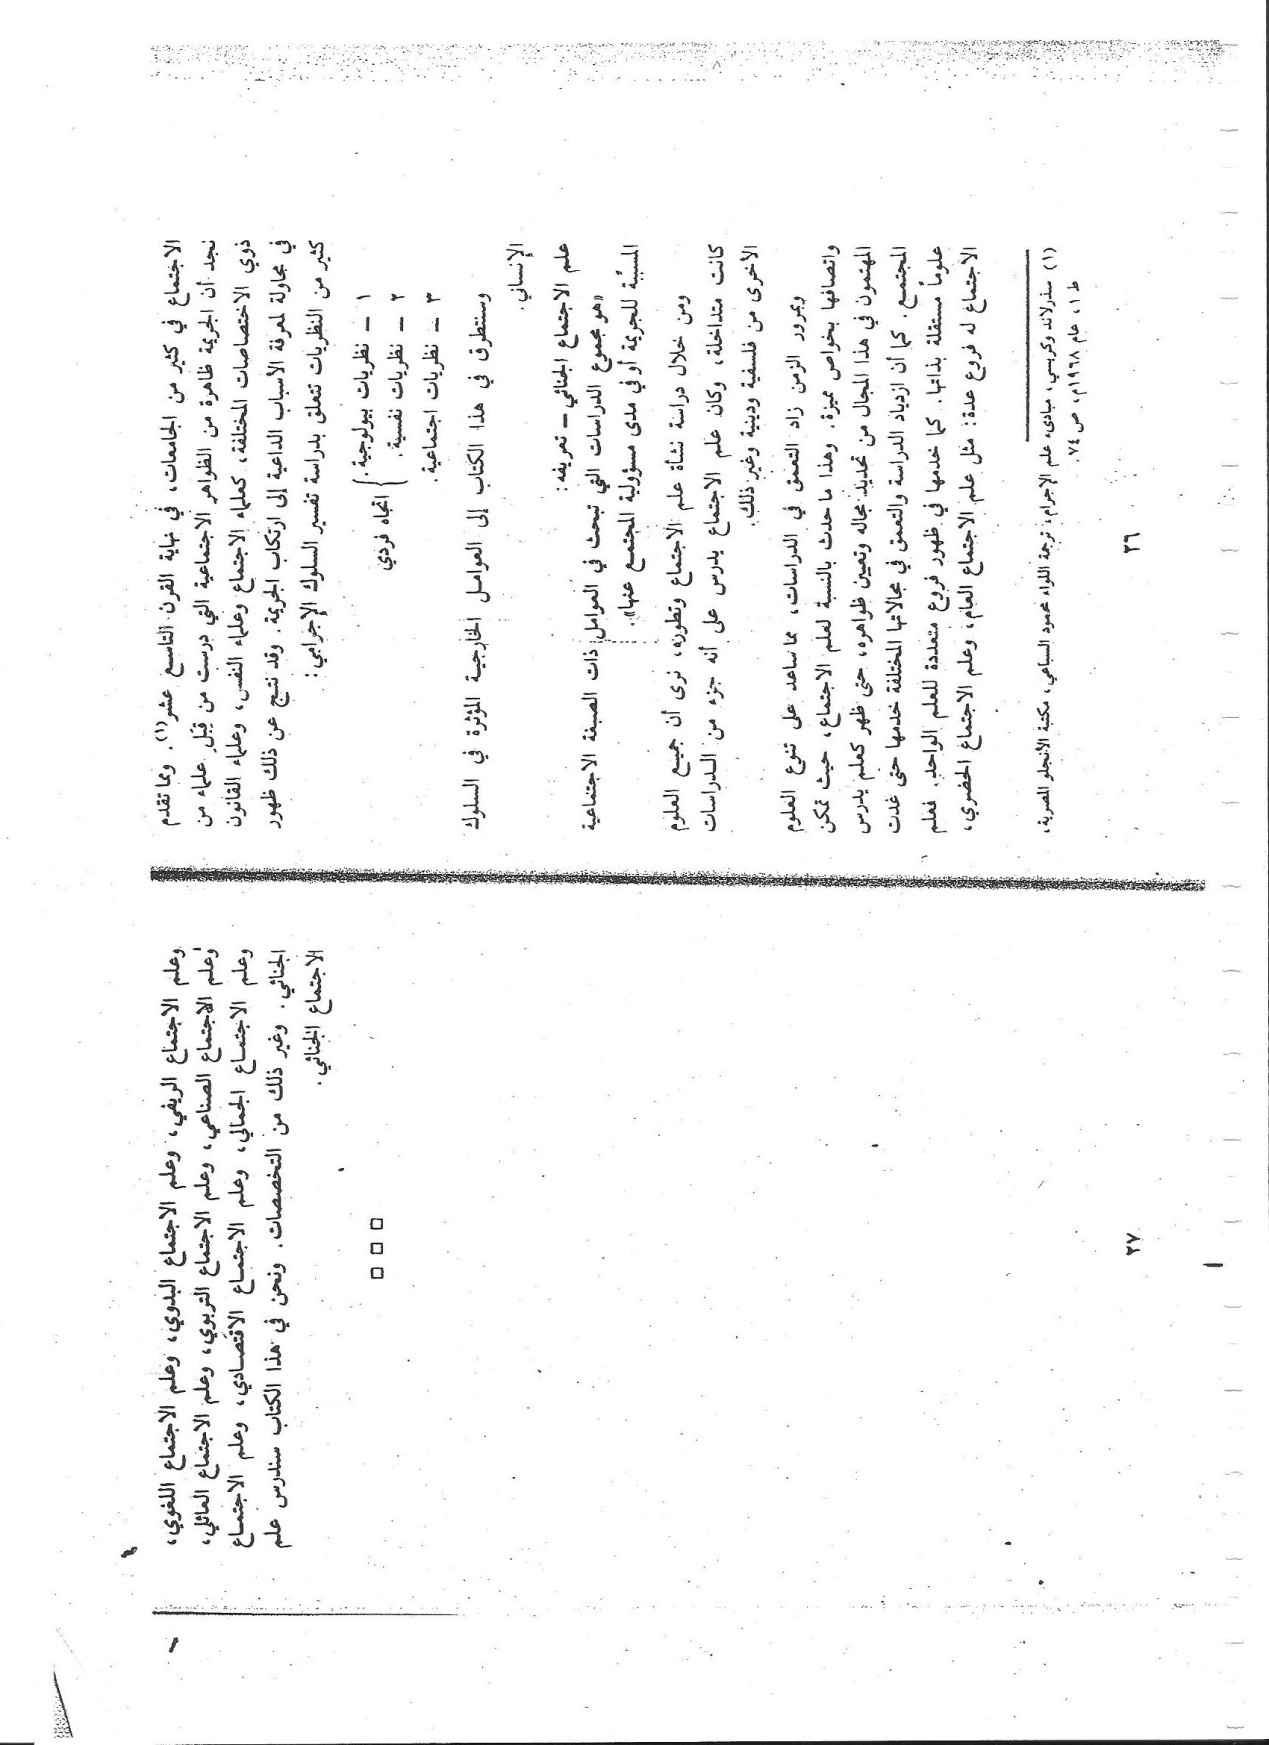 الاجتماع في كثير من الجامعات، في نهاية القرن التاسع عشر(١). ومما تقدم
نجد أن الجريمة ظاهرة من الظواهر الاجتماعية التي درست من قِبَل علماء من
ذوي الاختصاصات المختلفة، كعلماء الاجتماع وعلماء النفس، وعلماء القانون
في محاولة لمعرفة الأسباب الداعية إلى ارتكاب الجريمة. وقد نتج عن ذلك ظهور
كثير من النظريات تتعلق بدراسة تفسير السلوك الإجرامي:
١ – نظريات بيولوجية.
٢ – نظريات نفسية.
} اتجاه فردي
٣ – نظريات اجتماعية.
وسنتطرق في هذا الكتاب إلى العوامل الخارجية المؤثرة في السلوك
الإنساني.
علم الاجتماع الجنائي – تعريفه:
«هو مجموع الدراسات التي تبحث في العوامل ذات الصبغة الاجتماعية
المسبِّبة للجريمة أو في مدى مسؤولية المجتمع عنها».
ومن خلال دراسة نشأة علم الاجتماع وتطوره، نرى أن جميع العلوم
كانت متداخلة، وكان علم الاجتماع يدرس على أنه جزء من الدراسات
الأخرى من فلسفية ودينية وغير ذلك.
وبمرور الزمن زاد التعمق في الدراسات، مما ساعد على تنوع العلوم
واتصافها بخواص مميزة. وهذا ما حدث بالنسبة لعلم الاجتماع، حيث تمكن
المهتمون في هذا المجال من تحديد مجاله وتعيين ظواهره، حتى ظهر كعلم يدرس
المجتمع. كما أن ازدياد الدراسة والتعمق في مجالاتها المختلفة خدمها حتى غدت
علوماً مستقلة بذاتها. كما خدمها في ظهور فروع متعددة للعلم الواحد. فعلم
الاجتماع له فروع عدة: مثل علم الاجتماع العام، وعلم الاجتماع الحضري،
(١) سذرلاند وكريسي، مبادىء علم الإجرام، ترجمة اللواء محمود السباعي، مكتبة الأنجلو المصرية،
ط ١، عام ١٩٦٨م، ص ٧٤.
٢٦
وعلم الاجتماع الريفي، وعلم الاجتماع البدوي، وعلم الاجتماع اللغوي،
وعلم الاجتماع الصناعي، وعلم الاجتماع التربوي، وعلم الاجتماع العائلي،
وعلم الاجتماع الجمالي، وعلم الاجتماع الاقتصادي، وعلم الاجتماع
الجنائي. وغير ذلك من التخصصات. ونحن في هذا الكتاب سندرس علم
الاجتماع الجنائي.
□ □ □
٢٧